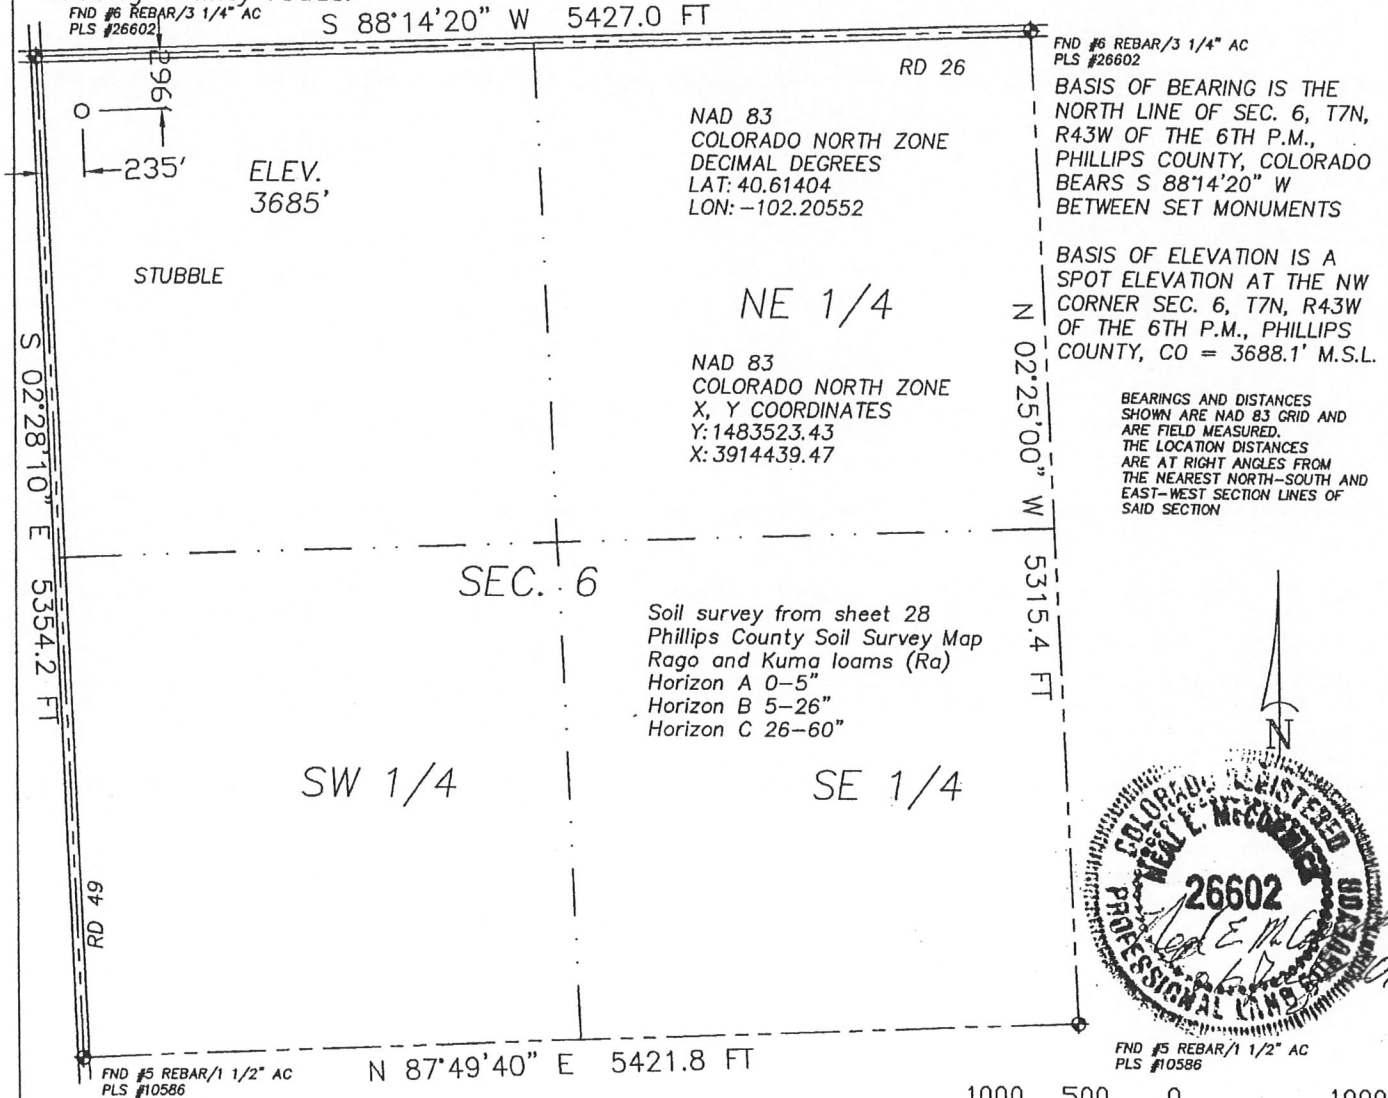 FND #6 REBAR/3 1/4" AC
PLS #26602
S 88°14'20" W 5427.0 FT
FND #6 REBAR/3 1/4" AC
PLS #26602
RD 26
296'
235'
ELEV.
3685'
STUBBLE
NAD 83
COLORADO NORTH ZONE
DECIMAL DEGREES
LAT: 40.61404
LON: -102.20552
NE 1/4
NAD 83
COLORADO NORTH ZONE
X, Y COORDINATES
Y: 1483523.43
X: 3914439.47
BASIS OF BEARING IS THE
NORTH LINE OF SEC. 6, T7N,
R43W OF THE 6TH P.M.,
PHILLIPS COUNTY, COLORADO
BEARS S 88°14'20" W
BETWEEN SET MONUMENTS
BASIS OF ELEVATION IS A
SPOT ELEVATION AT THE NW
CORNER SEC. 6, T7N, R43W
OF THE 6TH P.M., PHILLIPS
COUNTY, CO = 3688.1' M.S.L.
BEARINGS AND DISTANCES
SHOWN ARE NAD 83 GRID AND
ARE FIELD MEASURED.
THE LOCATION DISTANCES
ARE AT RIGHT ANGLES FROM
THE NEAREST NORTH-SOUTH AND
EAST-WEST SECTION LINES OF
SAID SECTION
S 02°28'10" E 5354.2 FT
N 02°25'00" W 5315.4 FT
SEC. 6
Soil survey from sheet 28
Phillips County Soil Survey Map
Rago and Kuma loams (Ra)
Horizon A 0-5"
Horizon B 5-26"
Horizon C 26-60"
SW 1/4
SE 1/4
N
COLORADO REGISTERED
NEAL E. McCORMICK
26602
PROFESSIONAL LAND SURVEYOR
RD 49
FND #5 REBAR/1 1/2" AC
PLS #10586
N 87°49'40" E 5421.8 FT
FND #5 REBAR/1 1/2" AC
PLS #10586
1000 500 0 1000